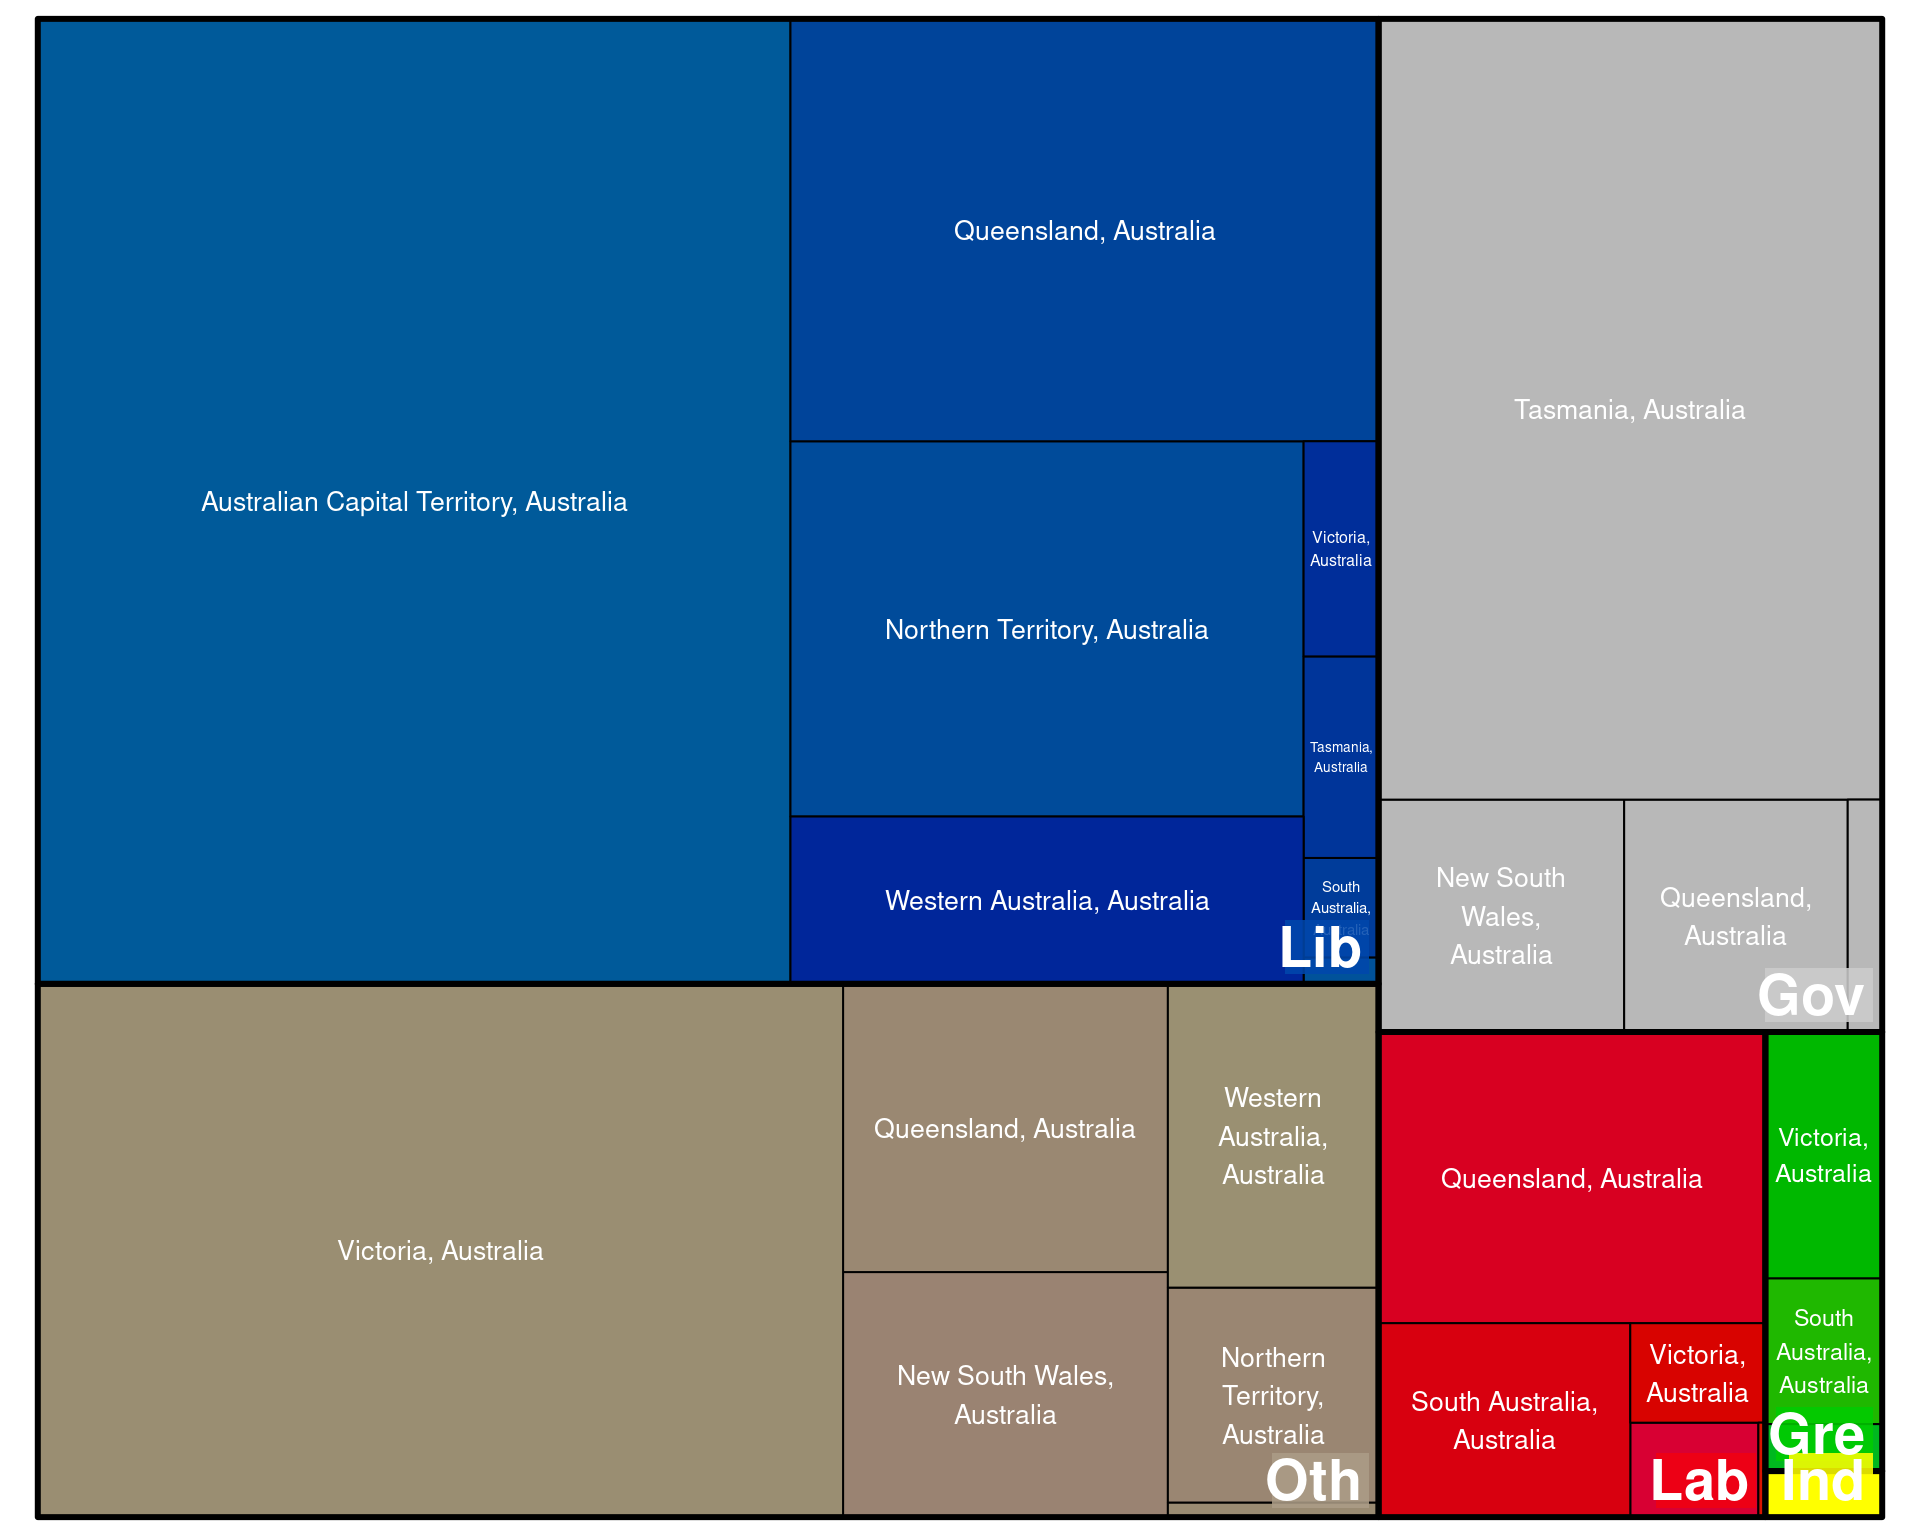 Australian Capital Territory, Australia
Queensland, Australia
Northern Territory, Australia
Western Australia, Australia
Victoria,
Australia
Tasmania,
Australia
South
Australia,
Australia
Lib
Tasmania, Australia
New South
Wales,
Australia
Queensland,
Australia
Gov
Victoria, Australia
Queensland, Australia
New South Wales,
Australia
Western
Australia,
Australia
Northern
Territory,
Australia
Oth
Queensland, Australia
South Australia,
Australia
Victoria,
Australia
Lab
Victoria,
Australia
South
Australia,
Australia
Gre
Ind